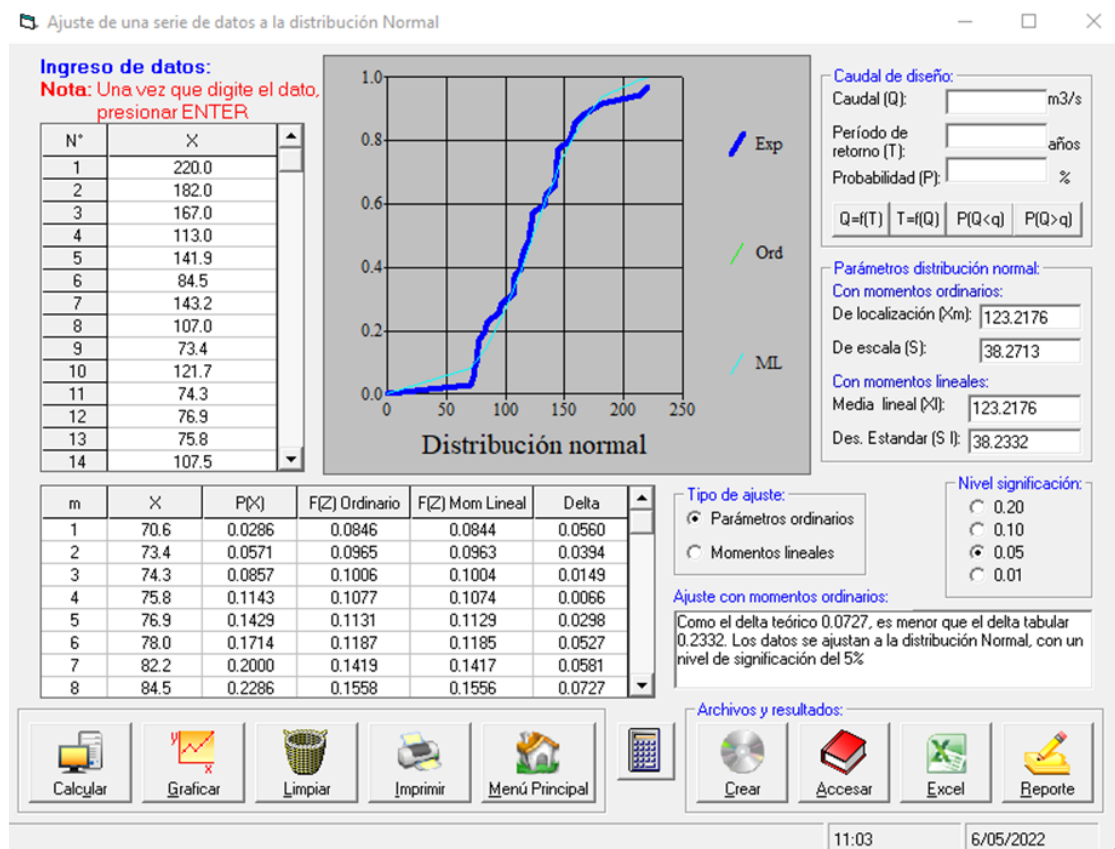 Ajuste de una serie de datos a la distribución Normal
Ingreso de datos:
Nota: Una vez que digite el dato,
presionar ENTER
N° X
1 220.0
2 182.0
3 167.0
4 113.0
5 141.9
6 84.5
7 143.2
8 107.0
9 73.4
10 121.7
11 74.3
12 76.9
13 75.8
14 107.5
1.0
0.8
0.6
0.4
0.2
0.0
0 50 100 150 200 250
Distribución normal
Exp
Ord
ML
Caudal de diseño:
Caudal (Q): m3/s
Período de
retorno (T): años
Probabilidad (P): %
Q=f(T) T=f(Q) P(Q<q) P(Q>q)
Parámetros distribución normal:
Con momentos ordinarios:
De localización (Xm): 123.2176
De escala (S): 38.2713
Con momentos lineales:
Media lineal (Xl): 123.2176
Des. Estandar (S l): 38.2332
m X P(X) F(Z) Ordinario F(Z) Mom Lineal Delta
1 70.6 0.0286 0.0846 0.0844 0.0560
2 73.4 0.0571 0.0965 0.0963 0.0394
3 74.3 0.0857 0.1006 0.1004 0.0149
4 75.8 0.1143 0.1077 0.1074 0.0066
5 76.9 0.1429 0.1131 0.1129 0.0298
6 78.0 0.1714 0.1187 0.1185 0.0527
7 82.2 0.2000 0.1419 0.1417 0.0581
8 84.5 0.2286 0.1558 0.1556 0.0727
Tipo de ajuste:
Parámetros ordinarios
Momentos lineales
Nivel significación:
0.20
0.10
0.05
0.01
Ajuste con momentos ordinarios:
Como el delta teórico 0.0727, es menor que el delta tabular
0.2332. Los datos se ajustan a la distribución Normal, con un
nivel de significación del 5%
Calcular
Graficar
Limpiar
Imprimir
Menú Principal
Archivos y resultados:
Crear
Accesar
Excel
Reporte
11:03
6/05/2022